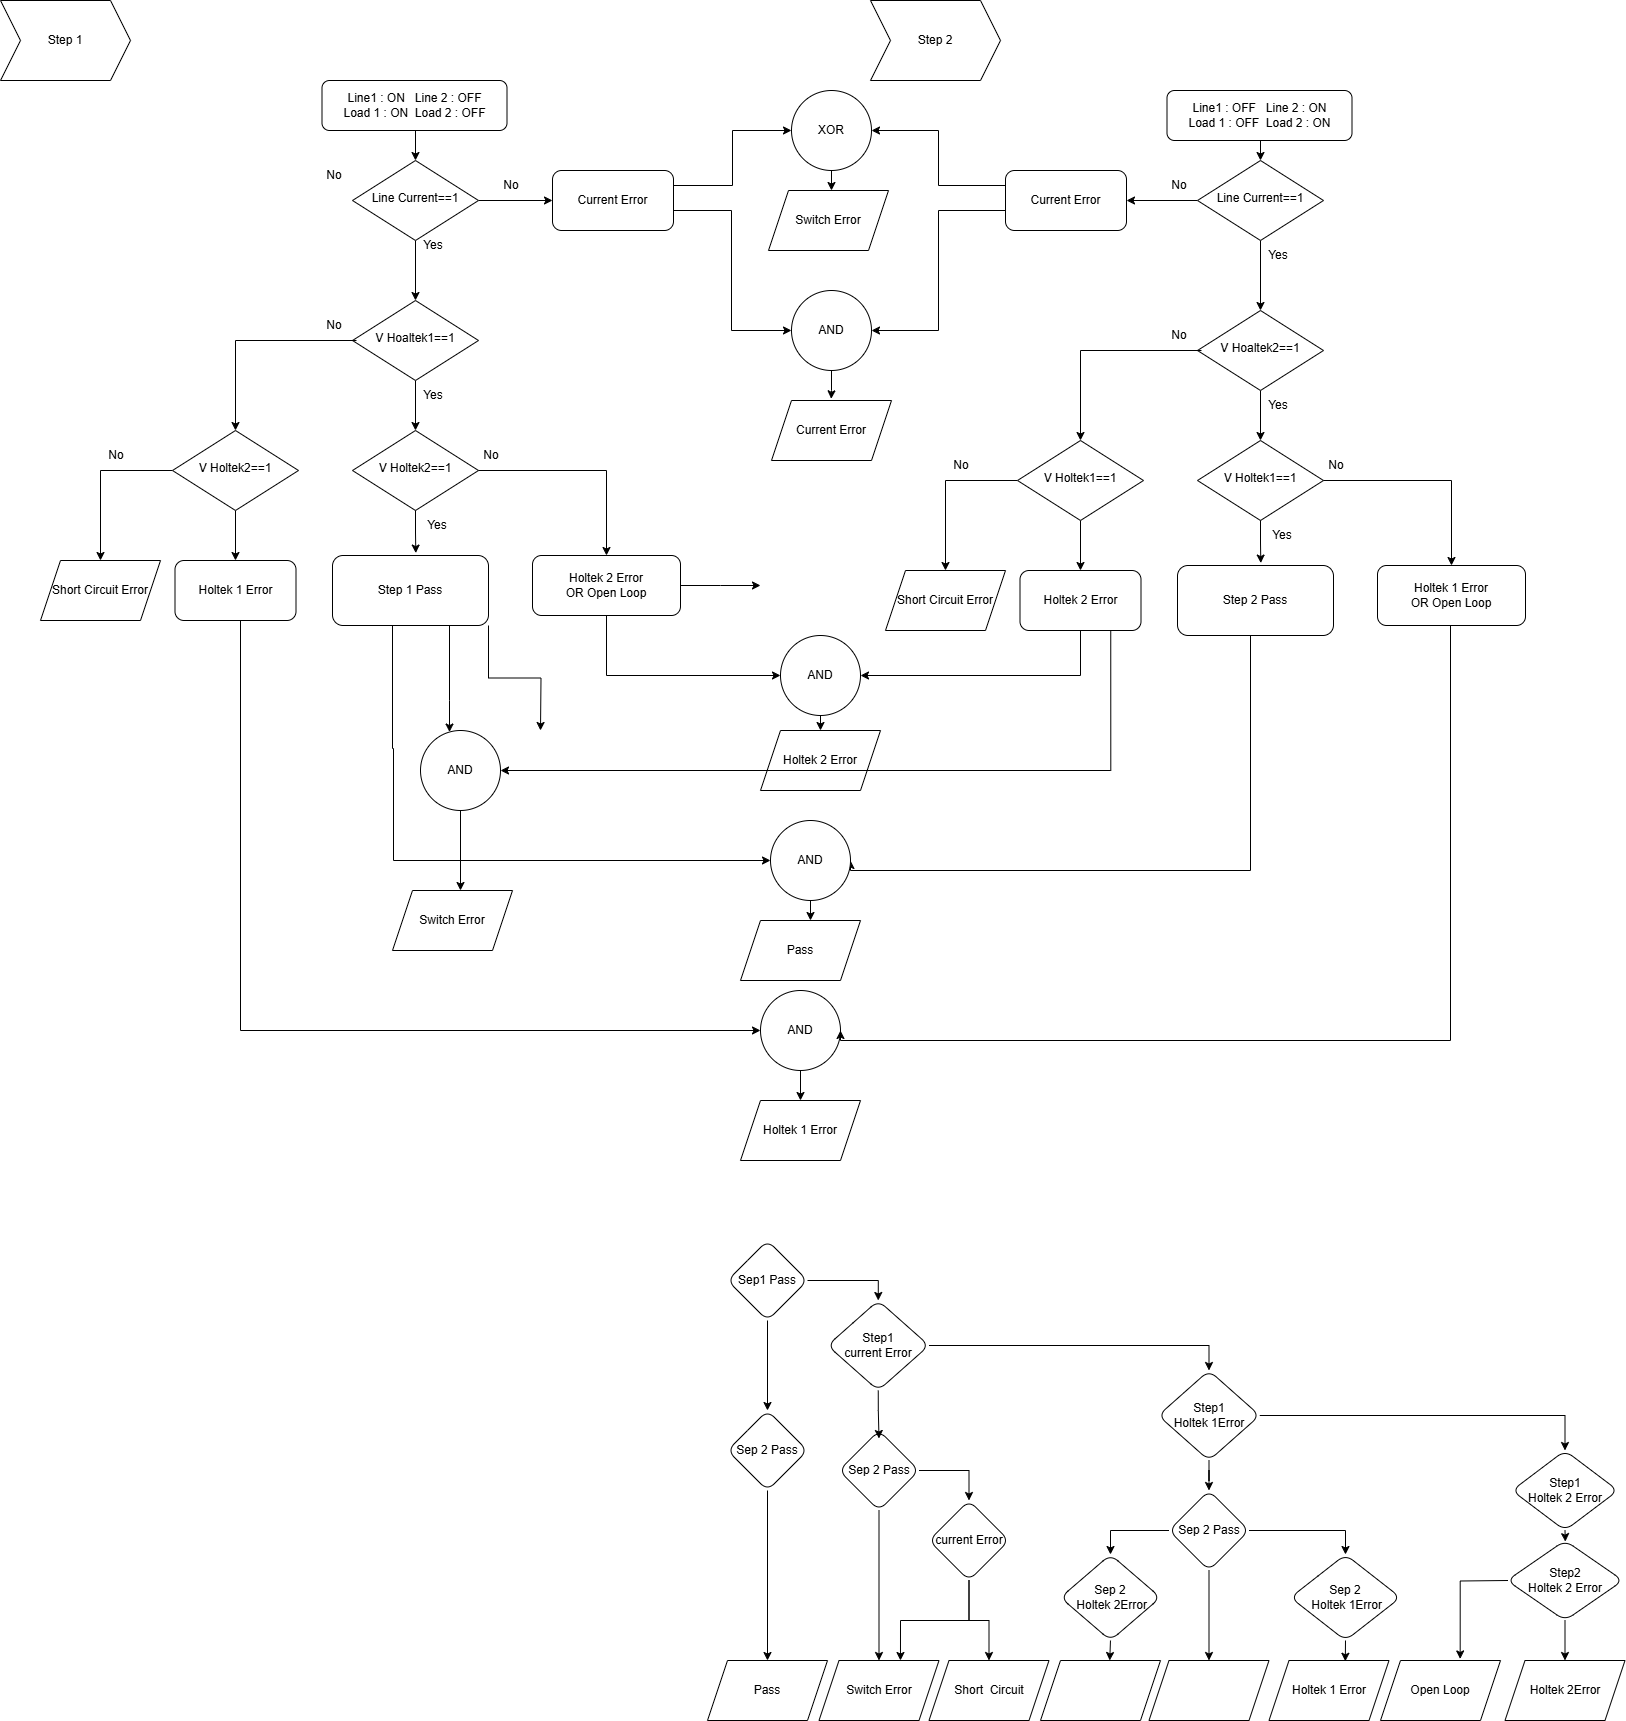 Step 1
Step 2
Line1 : ON   Line 2 : OFF
Load 1 : ON  Load 2 : OFF
Line1 : OFF   Line 2 : ON
Load 1 : OFF  Load 2 : ON
XOR
No
Line Current==1
No
Current Error
Switch Error
Current Error
No
Line Current==1
Yes
Yes
No
V Hoaltek1==1
AND
No
V Hoaltek2==1
Yes
Yes
Current Error
No
V Holtek2==1
V Holtek2==1
No
No
V Holtek1==1
V Holtek1==1
No
Yes
Yes
Short Circuit Error
Holtek 1 Error
Step 1 Pass
Holtek 2 Error
OR Open Loop
Short Circuit Error
Holtek 2 Error
Step 2 Pass
Holtek 1 Error
OR Open Loop
AND
Holtek 2 Error
AND
AND
Switch Error
Pass
AND
Holtek 1 Error
Sep1 Pass
Step1
current Error
Step1
Holtek 1Error
Sep 2 Pass
Sep 2 Pass
Step1
Holtek 2 Error
current Error
Sep 2 Pass
Step2
Holtek 2 Error
Sep 2
Holtek 2Error
Sep 2
Holtek 1Error
Pass
Switch Error
Short  Circuit
Holtek 1 Error
Open Loop
Holtek 2Error